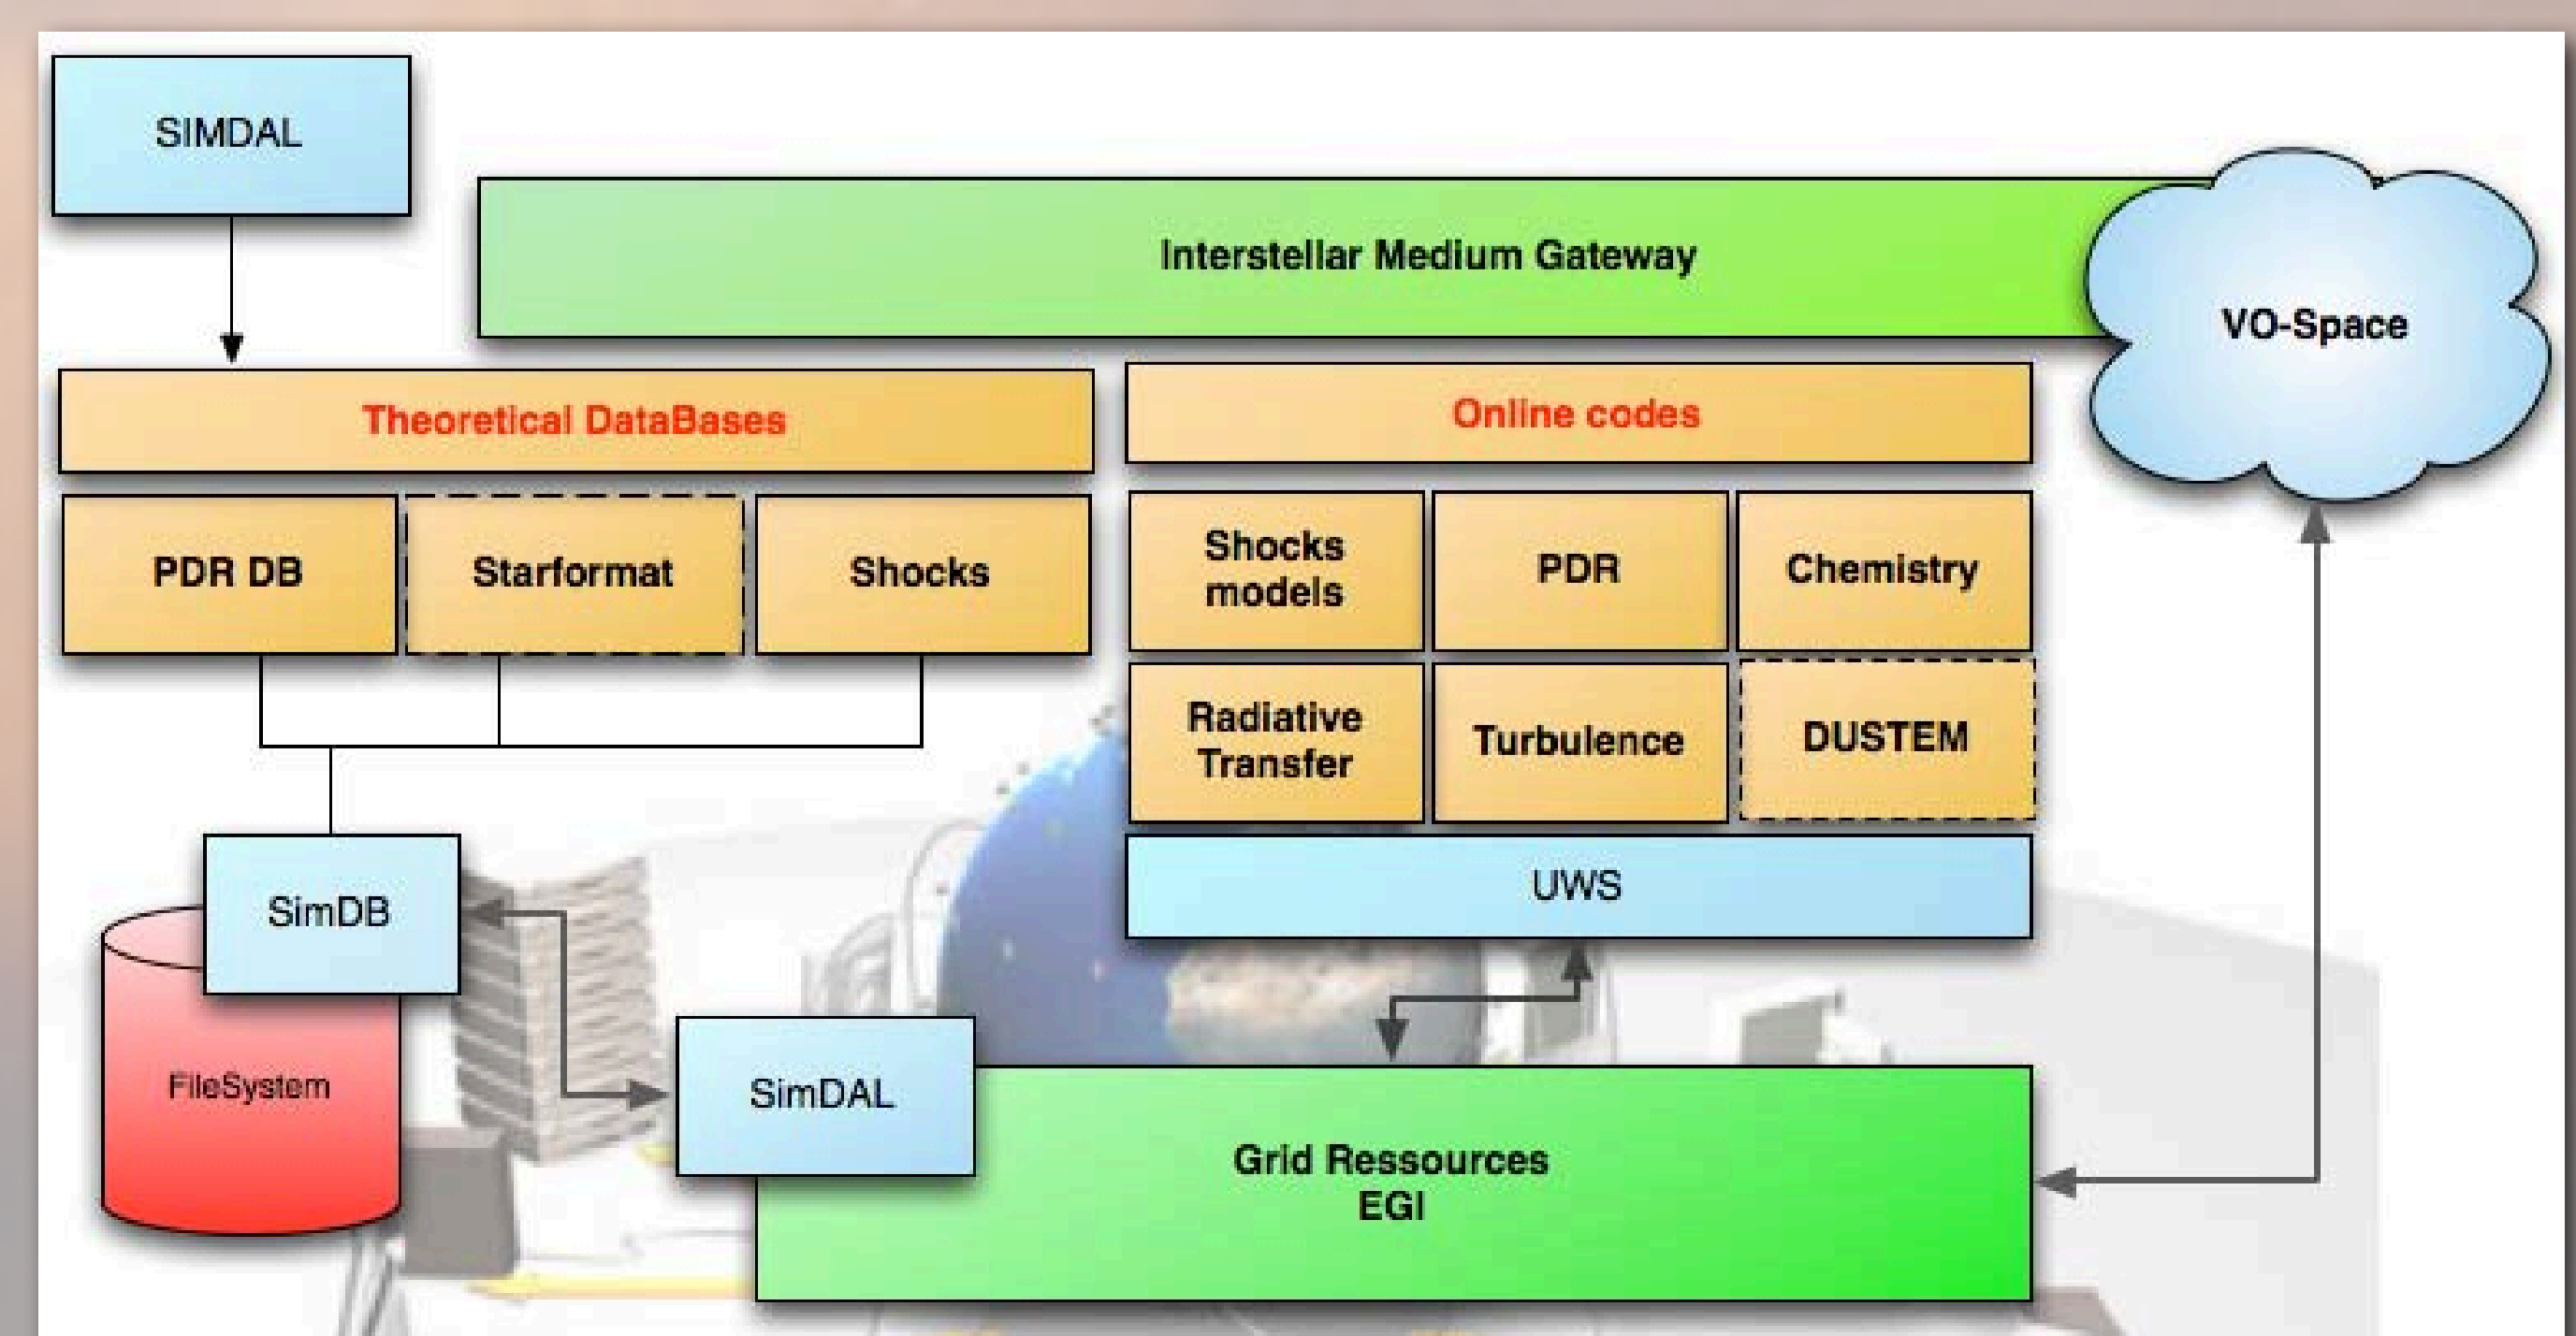 SIMDAL
Interstellar Medium Gateway
VO-Space
Theoretical DataBases
Online codes
PDR DB
Starformat
Shocks
Shocks
models
PDR
Chemistry
Radiative
Transfer
Turbulence
DUSTEM
UWS
SimDB
FileSystem
SimDAL
Grid Ressources
EGI